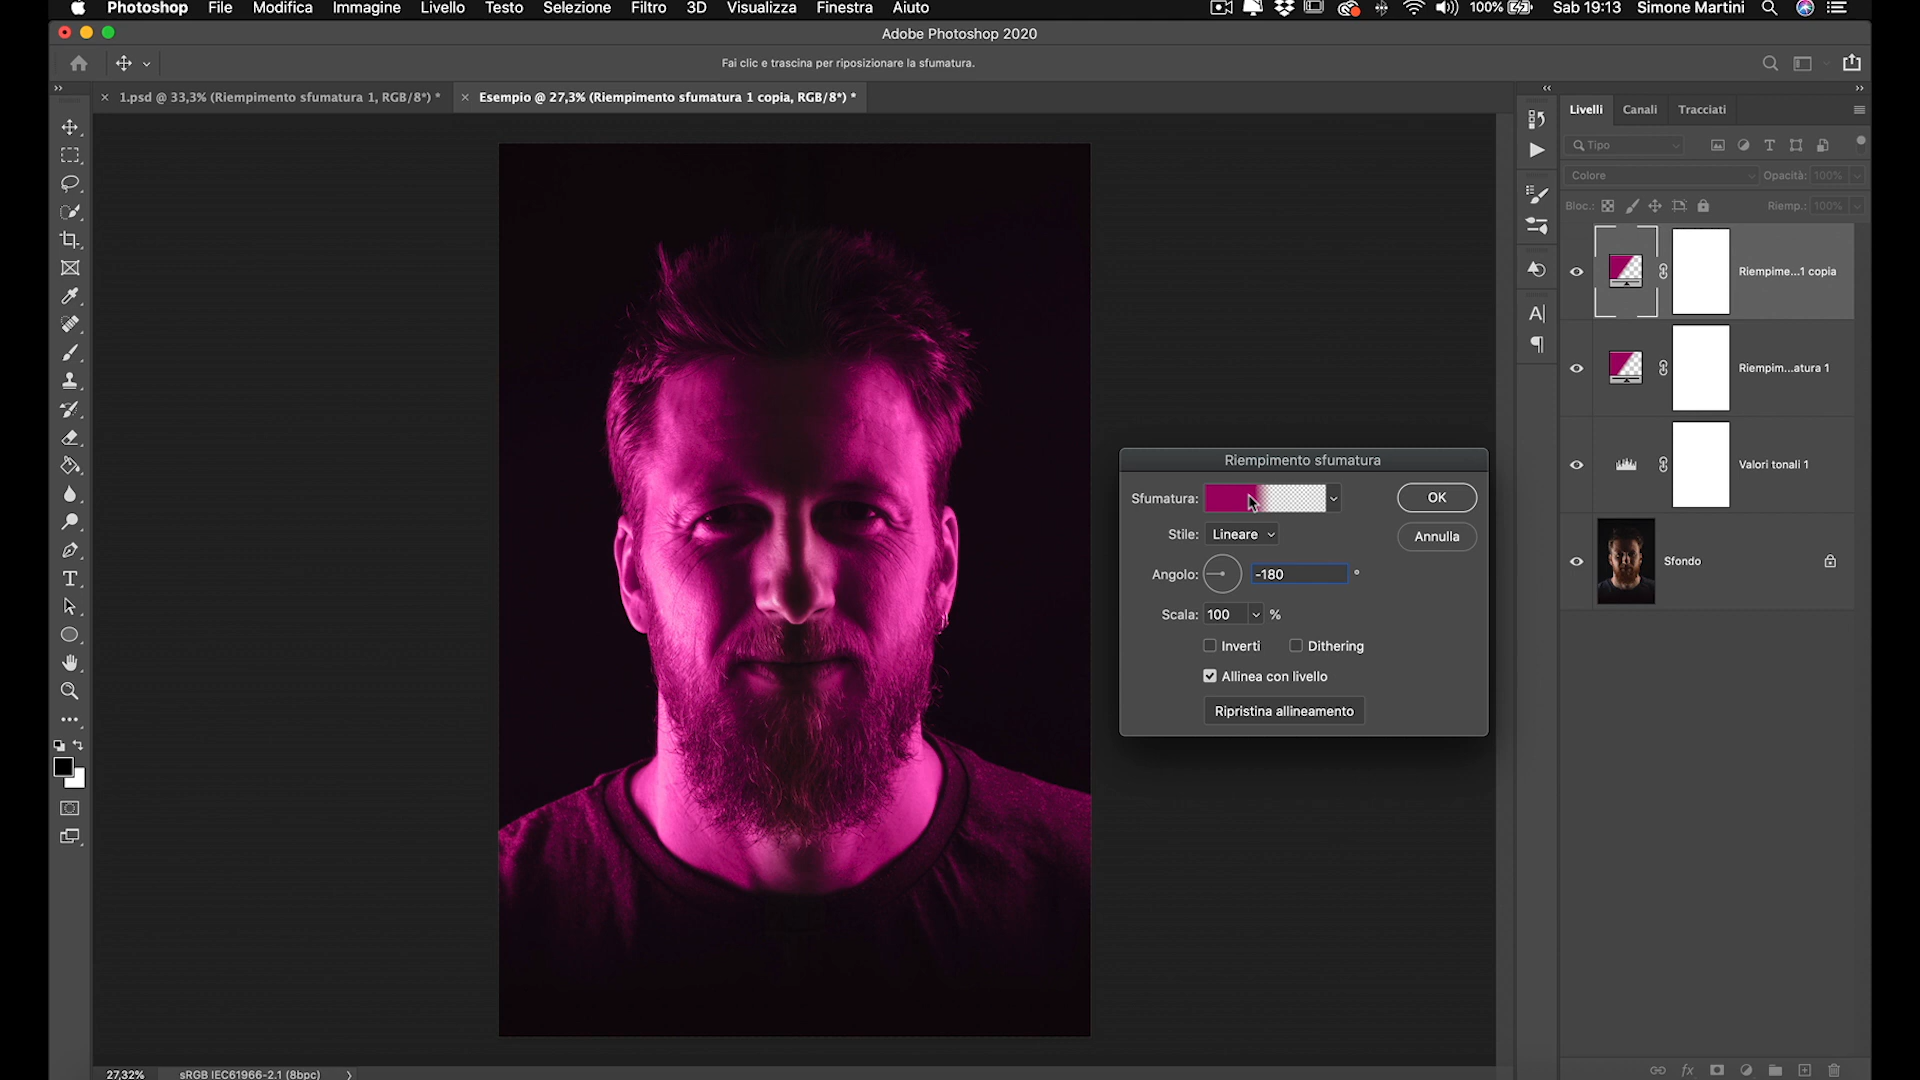 Photoshop File Modifica Immagine Livello Testo Selezione Filtro 3D Visualizza Finestra Aiuto 100% Sab 19:13 Simone Martini
Adobe Photoshop 2020
Fai clic e trascina per riposizionare la sfumatura.
1.psd @ 33,3% (Riempimento sfumatura 1, RGB/8*) *
Esempio @ 27,3% (Riempimento sfumatura 1 copia, RGB/8*) *
Livelli Canali Tracciati
Tipo
Colore Opacità: 100%
Bloc.: Riemp.: 100%
Riempime...1 copia
Riempim...atura 1
Valori tonali 1
Sfondo
Riempimento sfumatura
Sfumatura: OK
Stile: Lineare Annulla
Angolo: -180 °
Scala: 100 %
Inverti Dithering
Allinea con livello
Ripristina allineamento
27,32% sRGB IEC61966-2.1 (8bpc)